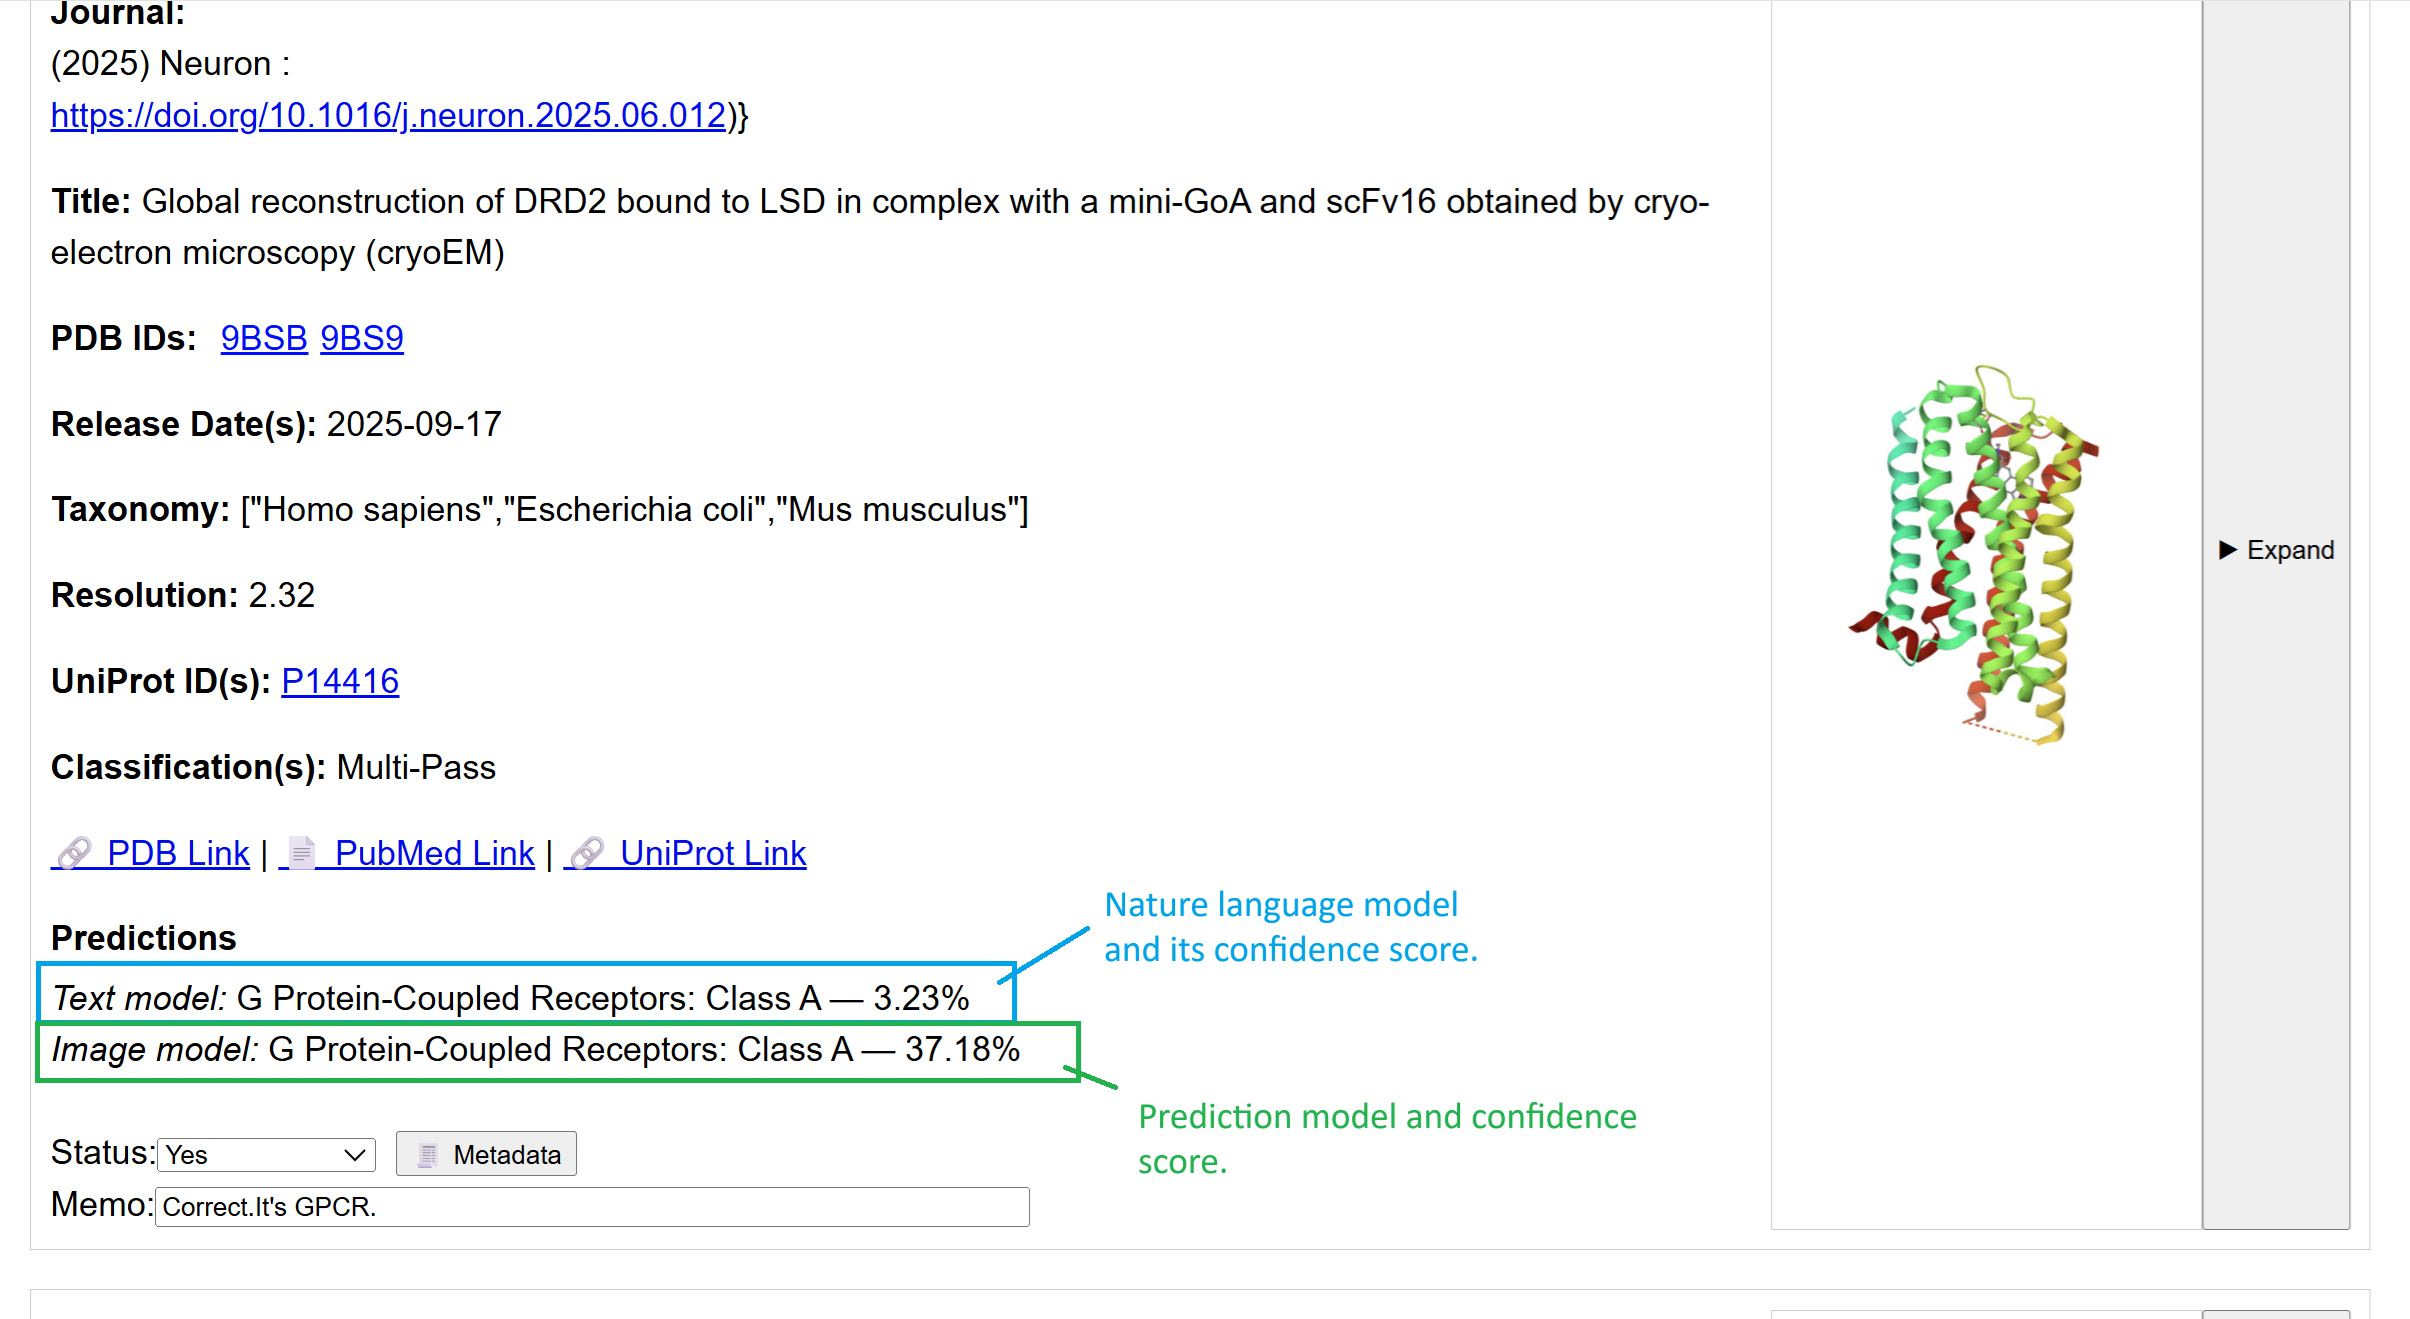 Journal:
(2025) Neuron :
https://doi.org/10.1016/j.neuron.2025.06.012)}
Title: Global reconstruction of DRD2 bound to LSD in complex with a mini-GoA and scFv16 obtained by cryo-
electron microscopy (cryoEM)
PDB IDs: 9BSB 9BS9
Release Date(s): 2025-09-17
Taxonomy: ["Homo sapiens","Escherichia coli","Mus musculus"]
Resolution: 2.32
▶ Expand
UniProt ID(s): P14416
Classification(s): Multi-Pass
PDB Link | PubMed Link | UniProt Link
Nature language model
and its confidence score.
Predictions
Text model: G Protein-Coupled Receptors: Class A — 3.23%
Image model: G Protein-Coupled Receptors: Class A — 37.18%
Prediction model and confidence
score.
Status: Yes Metadata
Memo: Correct.It's GPCR.